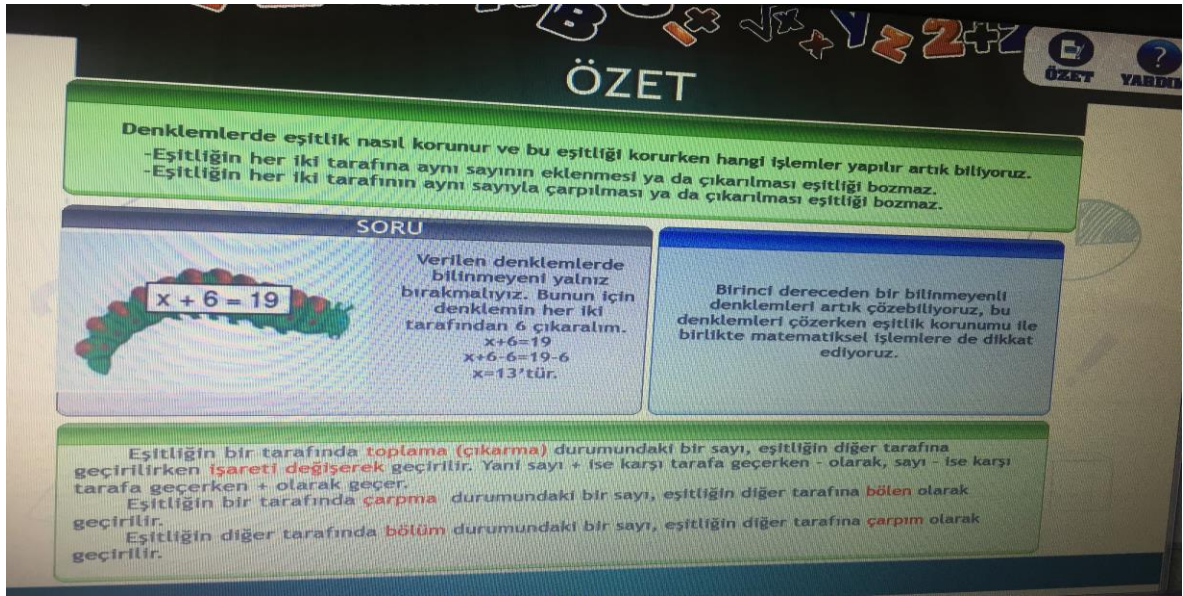 ÖZET
YARDIM
ÖZET
Denklemlerde eşitlik nasıl korunur ve bu eşitliği korurken hangi işlemler yapılır artık biliyoruz.
-Eşitliğin her iki tarafına aynı sayının eklenmesi ya da çıkarılması eşitliği bozmaz.
-Eşitliğin her iki tarafının aynı sayıyla çarpılması ya da çıkarılması eşitliği bozmaz.
SORU
x + 6 = 19
Verilen denklemlerde
bilinmeyeni yalnız
bırakmalıyız. Bunun için
denklemin her iki
tarafından 6 çıkaralım.
x+6=19
x+6-6=19-6
x=13'tür.
Birinci dereceden bir bilinmeyenli
denklemleri artık çözebiliyoruz, bu
denklemleri çözerken eşitlik korunumu ile
birlikte matematiksel işlemlere de dikkat
ediyoruz.
Eşitliğin bir tarafında toplama (çıkarma) durumundaki bir sayı, eşitliğin diğer tarafına
geçirilirken işareti değişerek geçirilir. Yani sayı + ise karşı tarafa geçerken - olarak, sayı - ise karşı
tarafa geçerken + olarak geçer.
Eşitliğin bir tarafında çarpma durumundaki bir sayı, eşitliğin diğer tarafına bölen olarak
geçirilir.
Eşitliğin diğer tarafında bölüm durumundaki bir sayı, eşitliğin diğer tarafına çarpım olarak
geçirilir.